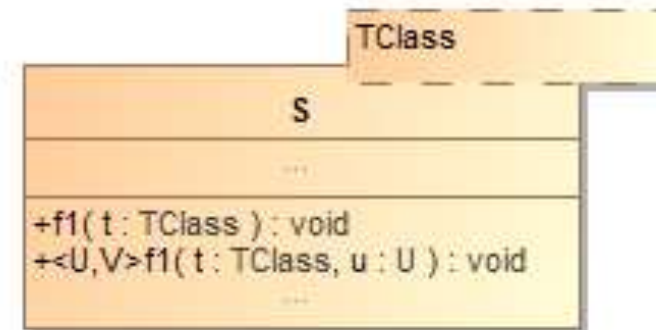 TClass
S
...
+f1( t : TClass ) : void
+<U,V>f1( t : TClass, u : U ) : void
...